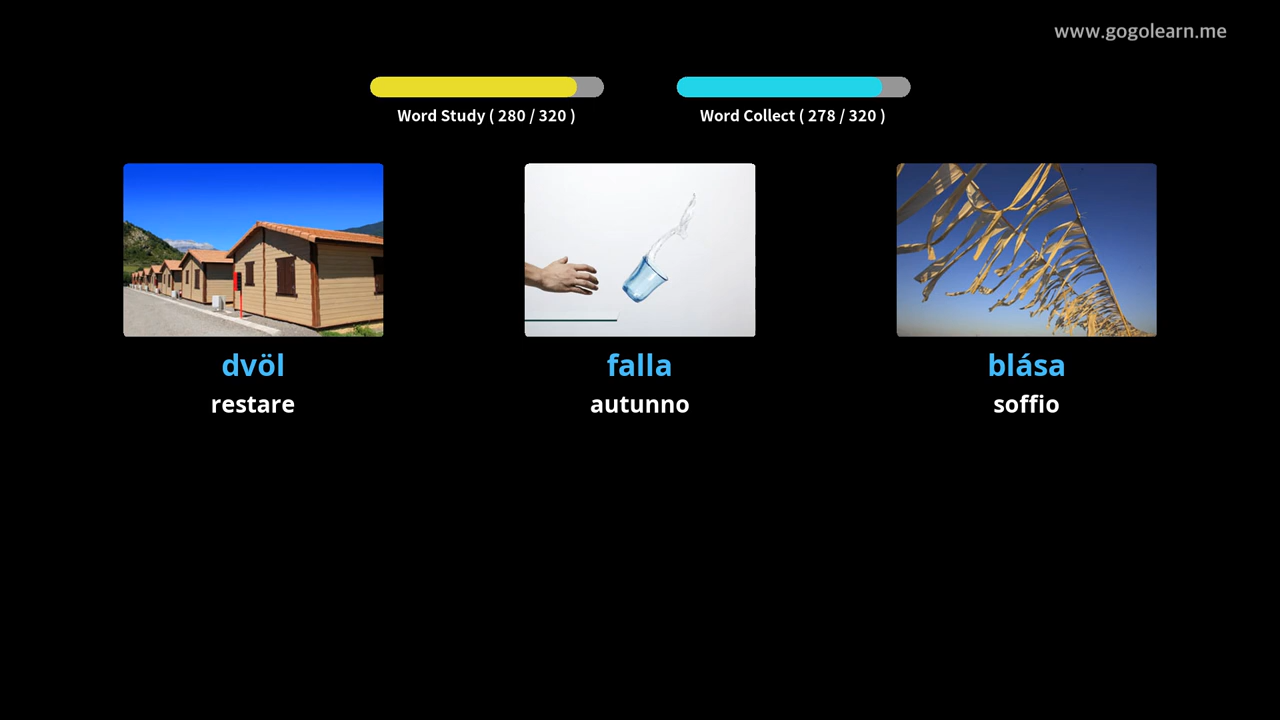 www.gogolearn.me
Word Study ( 280 / 320 )
Word Collect ( 278 / 320 )
dvöl
falla
blása
restare
autunno
soffio